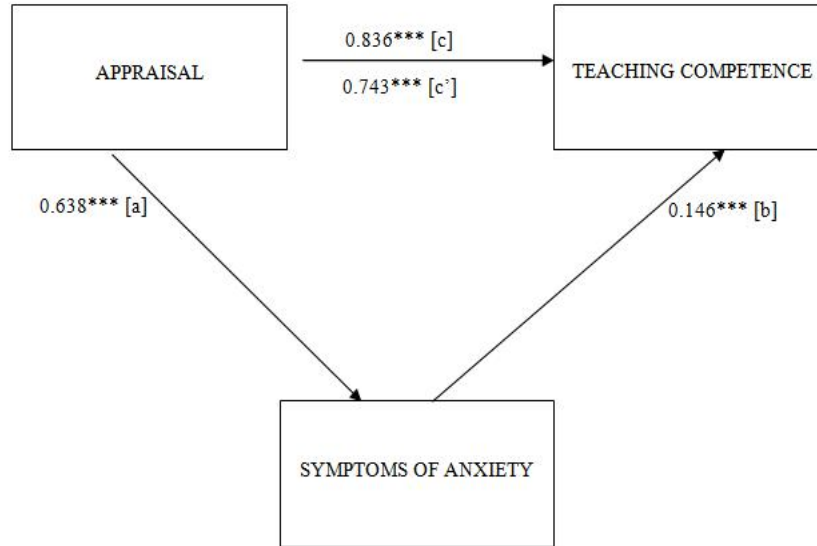 0.836*** [c]
APPRAISAL
TEACHING COMPETENCE
0.743*** [c’]
0.638*** [a]
0.146*** [b]
SYMPTOMS OF ANXIETY